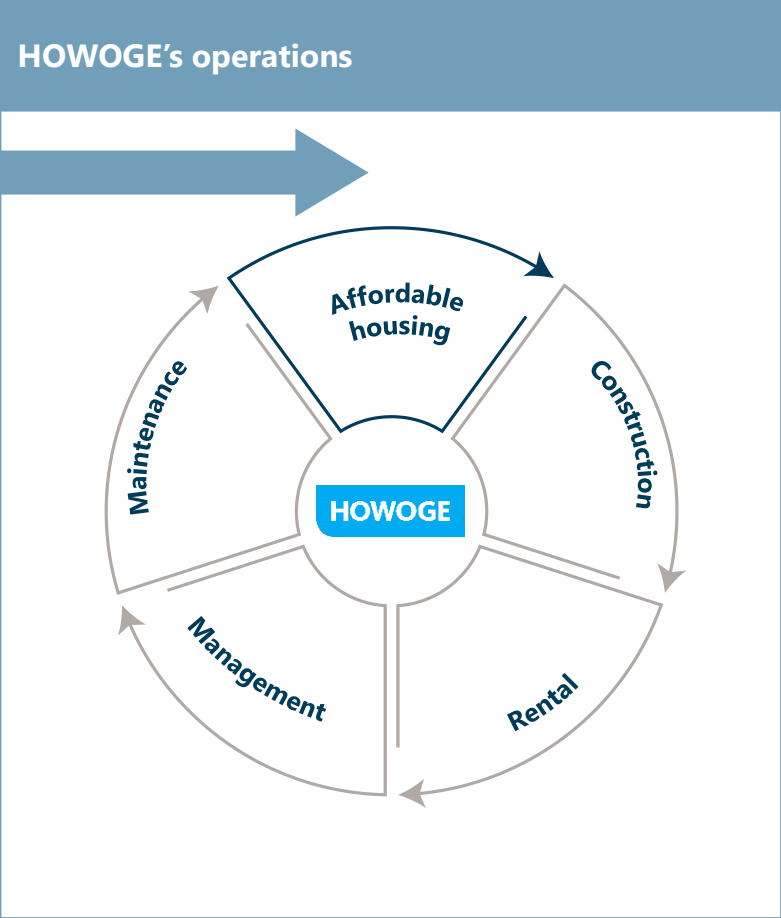 HOWOGE’s operations
Affordable
housing
Construction
Rental
Management
Maintenance
HOWOGE